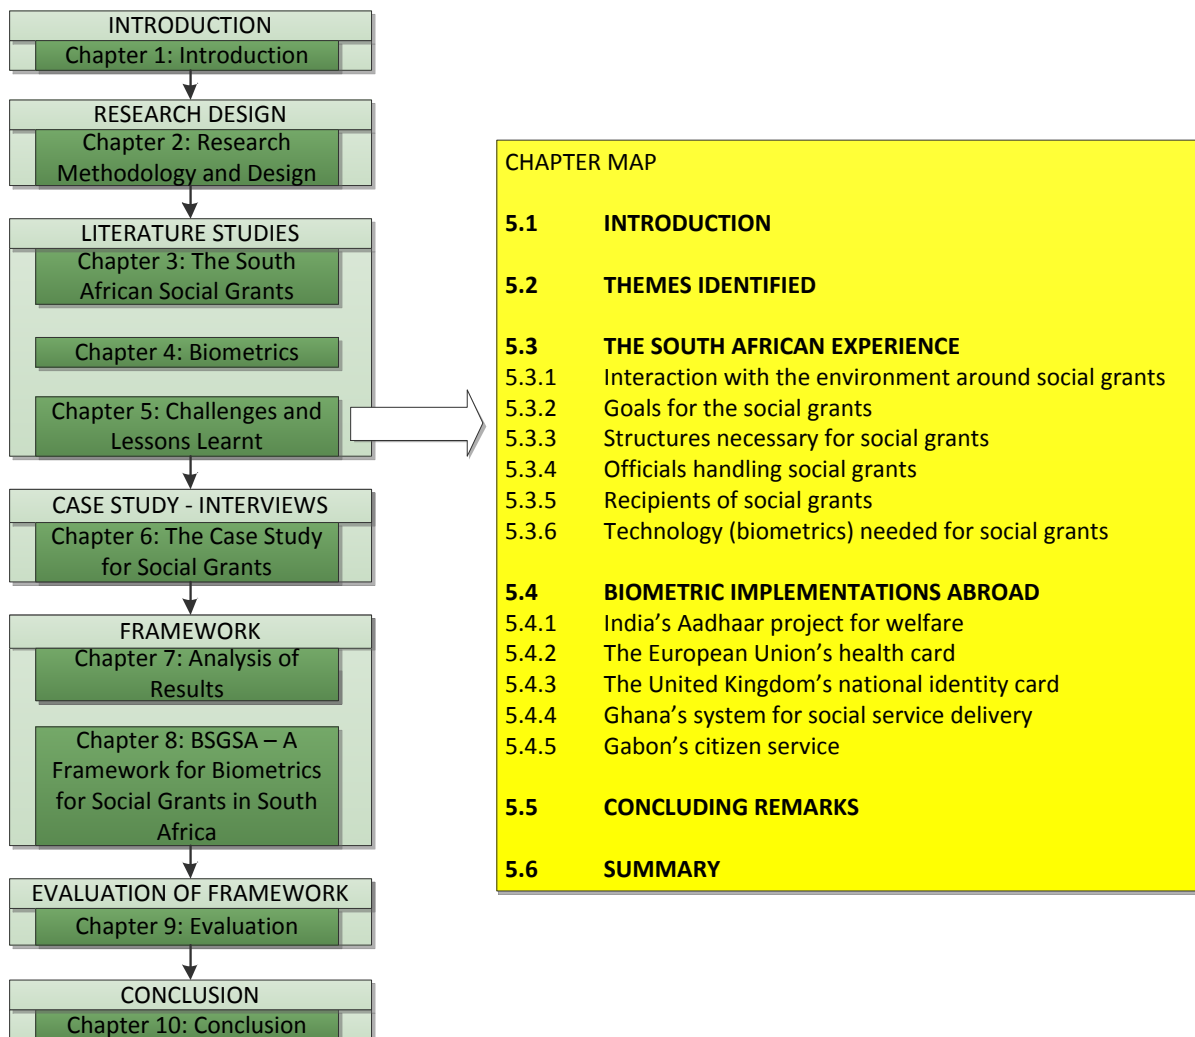 INTRODUCTION
Chapter 1: Introduction
RESEARCH DESIGN
Chapter 2: Research
Methodology and Design
LITERATURE STUDIES
Chapter 3: The South
African Social Grants
Chapter 4: Biometrics
Chapter 5: Challenges and
Lessons Learnt
CASE STUDY - INTERVIEWS
Chapter 6: The Case Study
for Social Grants
FRAMEWORK
Chapter 7: Analysis of
Results
Chapter 8: BSGSA – A
Framework for Biometrics
for Social Grants in South
Africa
EVALUATION OF FRAMEWORK
Chapter 9: Evaluation
CONCLUSION
Chapter 10: Conclusion
CHAPTER MAP
5.1 INTRODUCTION
5.2 THEMES IDENTIFIED
5.3 THE SOUTH AFRICAN EXPERIENCE
5.3.1 Interaction with the environment around social grants
5.3.2 Goals for the social grants
5.3.3 Structures necessary for social grants
5.3.4 Officials handling social grants
5.3.5 Recipients of social grants
5.3.6 Technology (biometrics) needed for social grants
5.4 BIOMETRIC IMPLEMENTATIONS ABROAD
5.4.1 India’s Aadhaar project for welfare
5.4.2 The European Union’s health card
5.4.3 The United Kingdom’s national identity card
5.4.4 Ghana’s system for social service delivery
5.4.5 Gabon’s citizen service
5.5 CONCLUDING REMARKS
5.6 SUMMARY